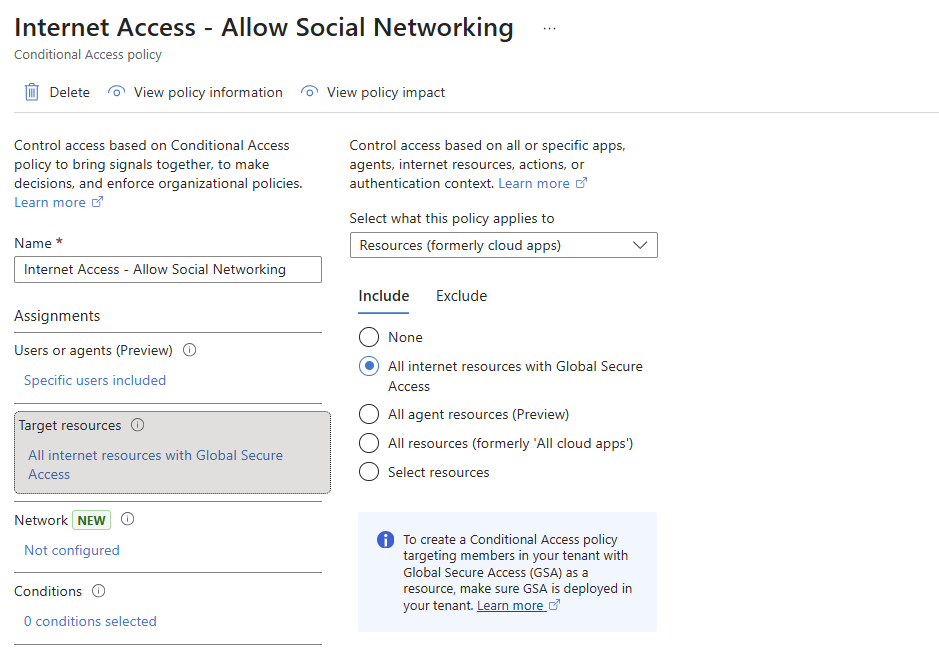 Internet Access - Allow Social Networking ...
Conditional Access policy
Delete View policy information View policy impact
Control access based on Conditional Access
policy to bring signals together, to make
decisions, and enforce organizational policies.
Learn more
Name *
Internet Access - Allow Social Networking
Assignments
Users or agents (Preview)
Specific users included
Target resources
All internet resources with Global Secure
Access
Network NEW
Not configured
Conditions
0 conditions selected
Control access based on all or specific apps,
agents, internet resources, actions, or
authentication context. Learn more
Select what this policy applies to
Resources (formerly cloud apps)
Include Exclude
None
All internet resources with Global Secure
Access
All agent resources (Preview)
All resources (formerly 'All cloud apps')
Select resources
To create a Conditional Access policy
targeting members in your tenant with
Global Secure Access (GSA) as a
resource, make sure GSA is deployed in
your tenant. Learn more